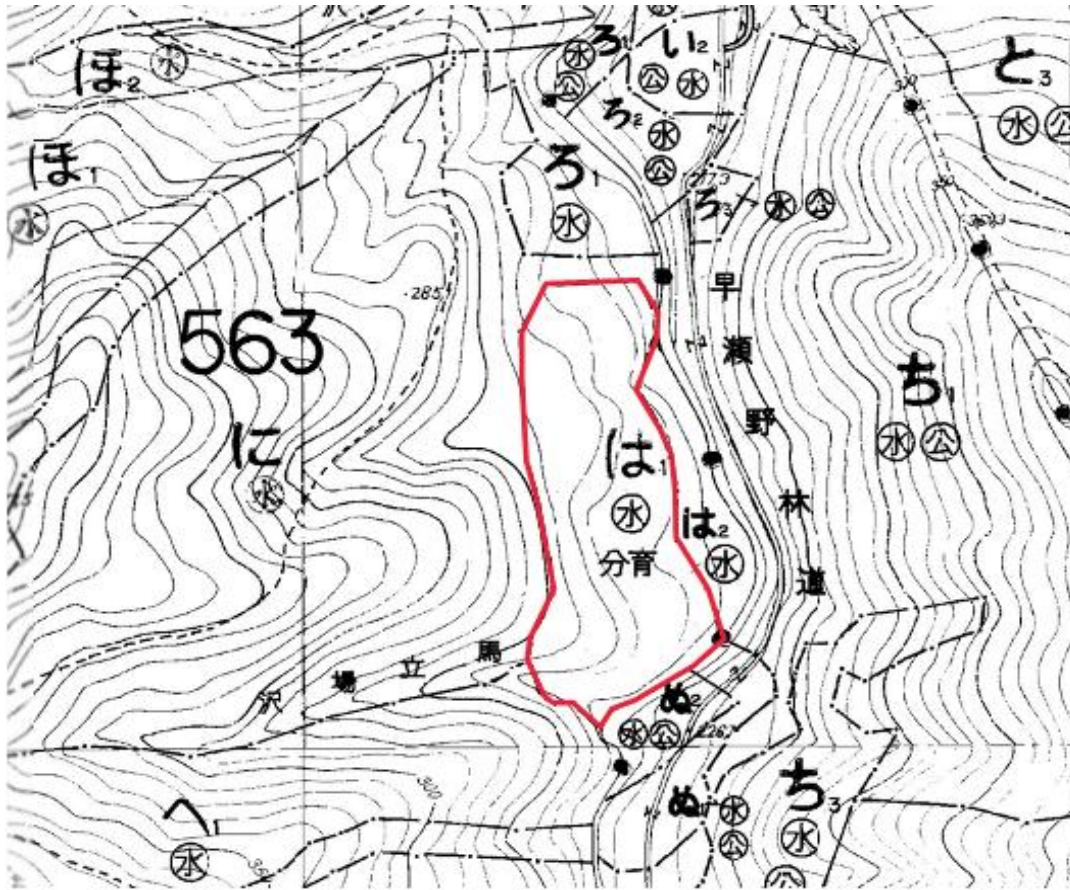 ほ₂ ㊌
ろ₁ ㊌ 公
い₂ 公 ㊌
と₃ ㊌ 公
ろ₂ ㊌ 公
ほ₁ ㊌
ろ₁ ㊌
ろ₃ ㊌ 公
早瀬野林道
・285
563
ち₁ ㊌ 公
に ㊌
は₁ ㊌
分育
は₂ ㊌
馬立場沢
ぬ₂ ㊌ 公
・300
ち₃ ㊌
へ₁ ㊌
ぬ₁ ㊌ 公